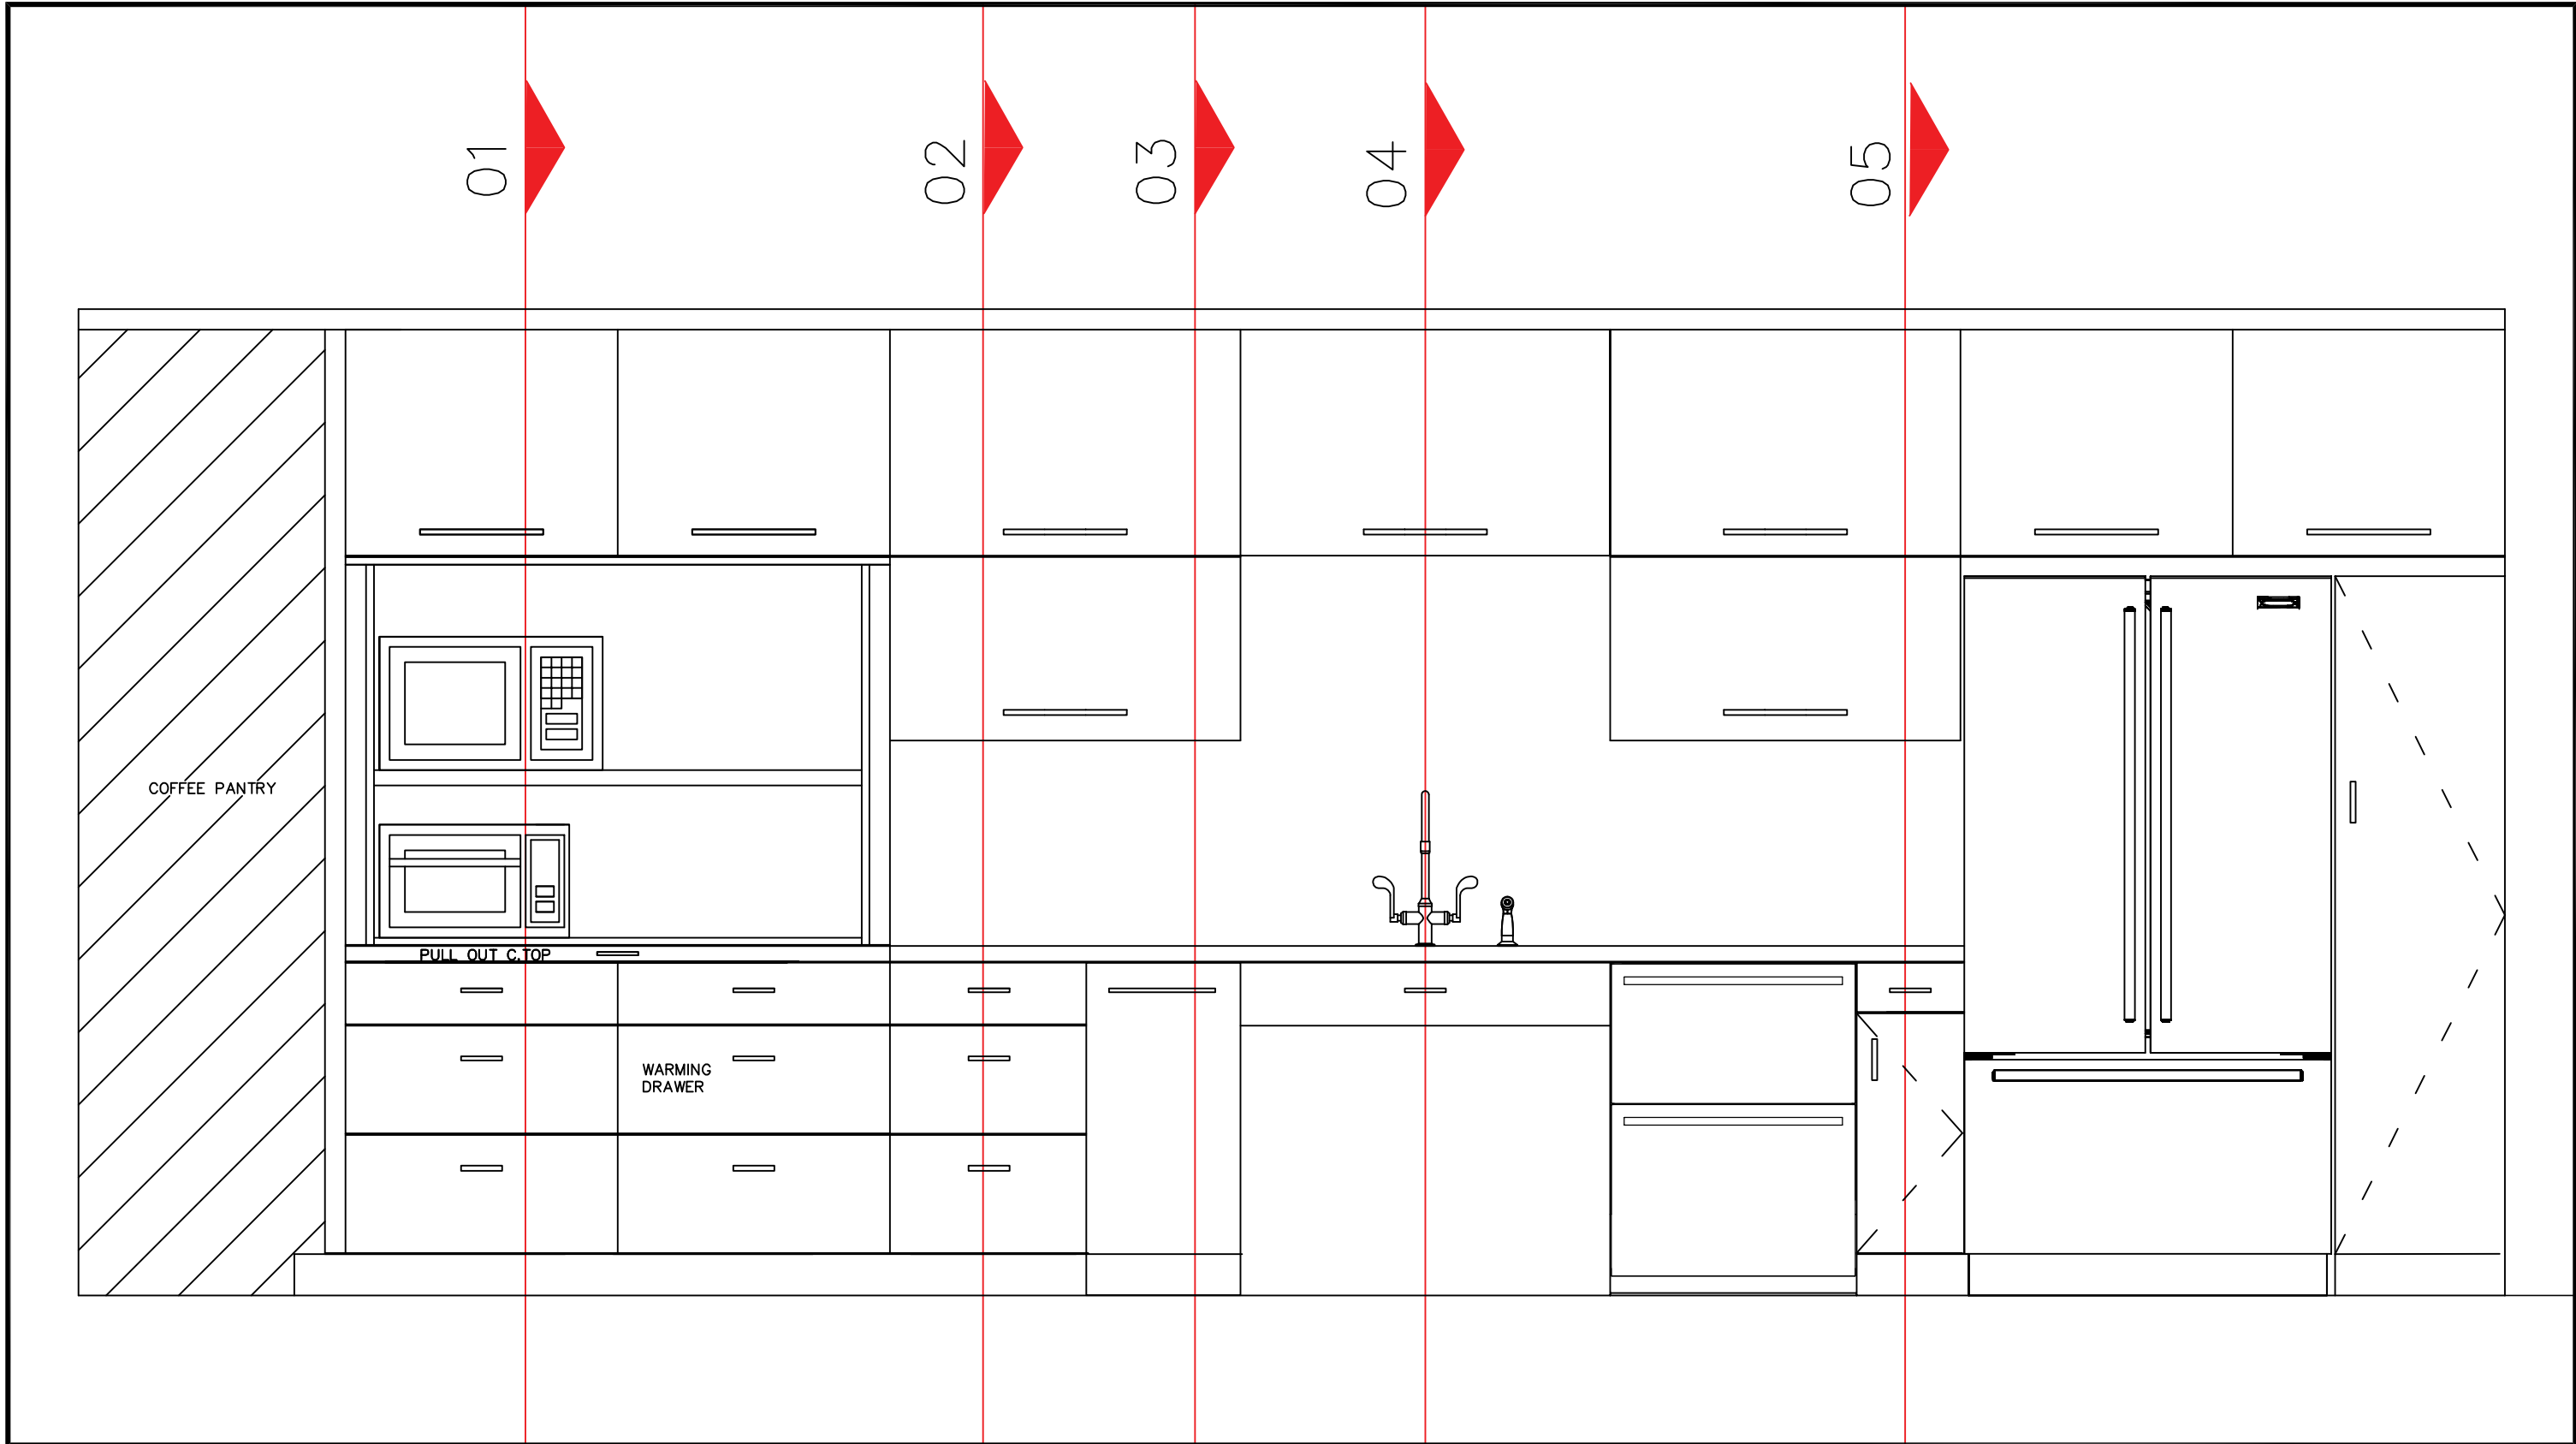 01
02
03
04
05
COFFEE PANTRY
PULL OUT C.TOP
WARMING
DRAWER